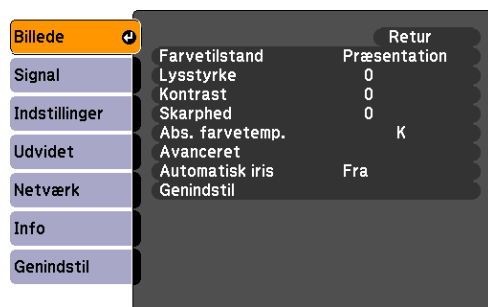 Billede
Signal
Indstillinger
Udvidet
Netværk
Info
Genindstil
Retur
Farvetilstand Præsentation
Lysstyrke 0
Kontrast 0
Skarphed 0
Abs. farvetemp. K
Avanceret
Automatisk iris Fra
Genindstil